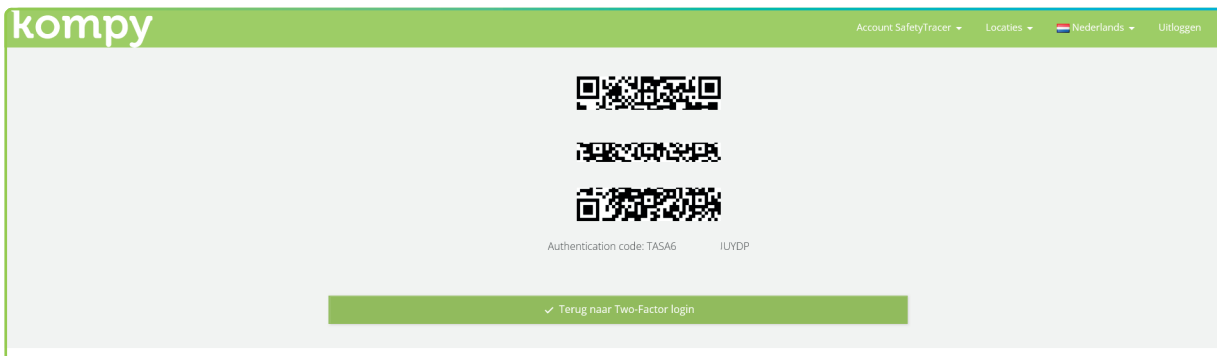 kompy
Account SafetyTracer Locaties Nederlands Uitloggen
Authentication code: TASA6 IUYDP
Terug naar Two-Factor login